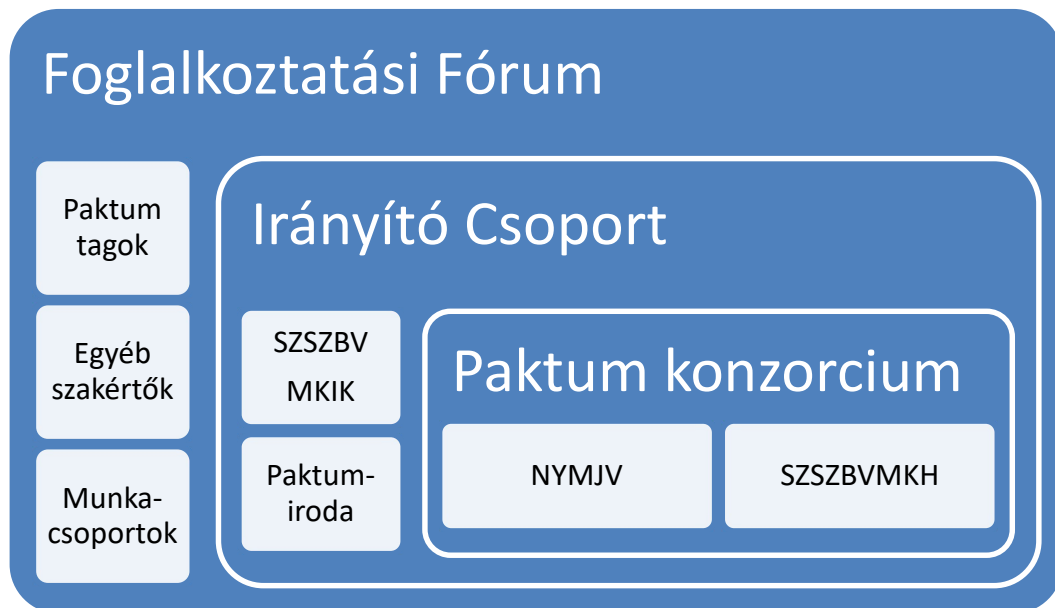 Foglalkoztatási Fórum
Paktum
tagok
Egyéb
szakértők
Munka-
csoportok
Irányító Csoport
SZSZBV
MKIK
Paktum-
iroda
Paktum konzorcium
NYMJV
SZSZBVMKH